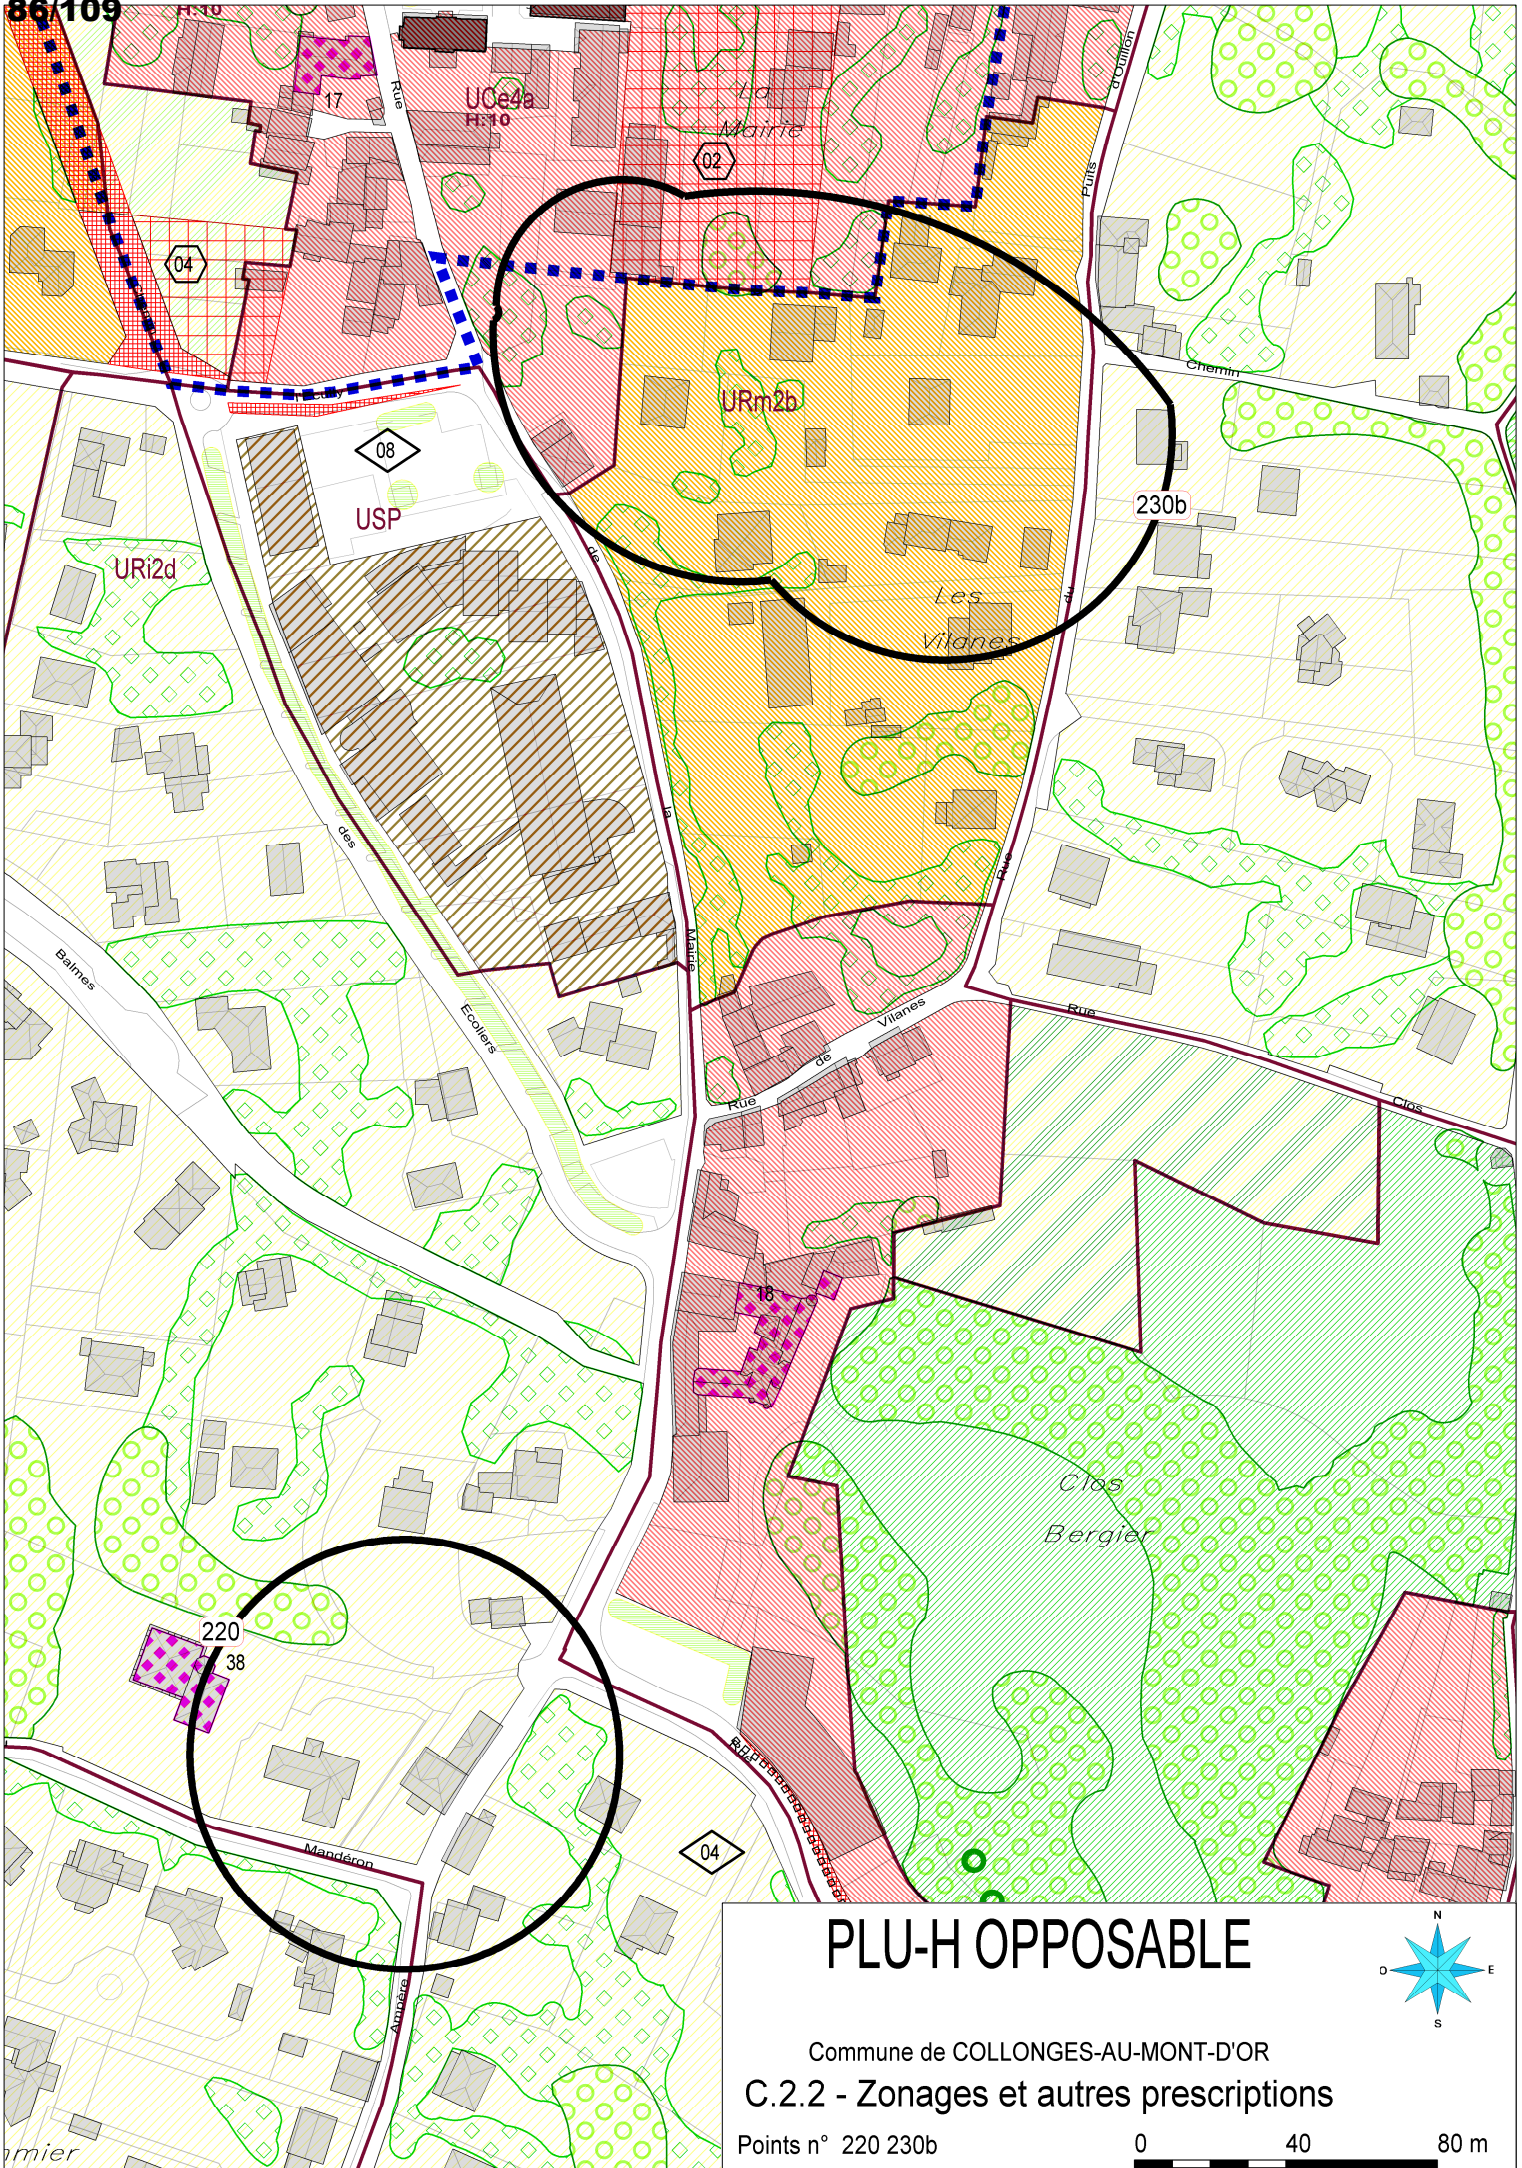 86/109
H:10
17
Rue
UCe4a
H:10
La
Mairie
02
d'Ouillon
Puits
04
Chemin
08
USP
URm2b
230b
URi2d
de
Les
Vilanes
du
la
des
Rue
Mairie
Balmes
Ecoliers
Vilanes
de
Rue
Rue
Clos
18
Clos
Bergier
220
38
Rue
04
Mandéron
Ampère
PLU-H OPPOSABLE
N
O
E
S
Commune de COLLONGES-AU-MONT-D'OR
C.2.2 - Zonages et autres prescriptions
Points n° 220 230b
0 40 80 m